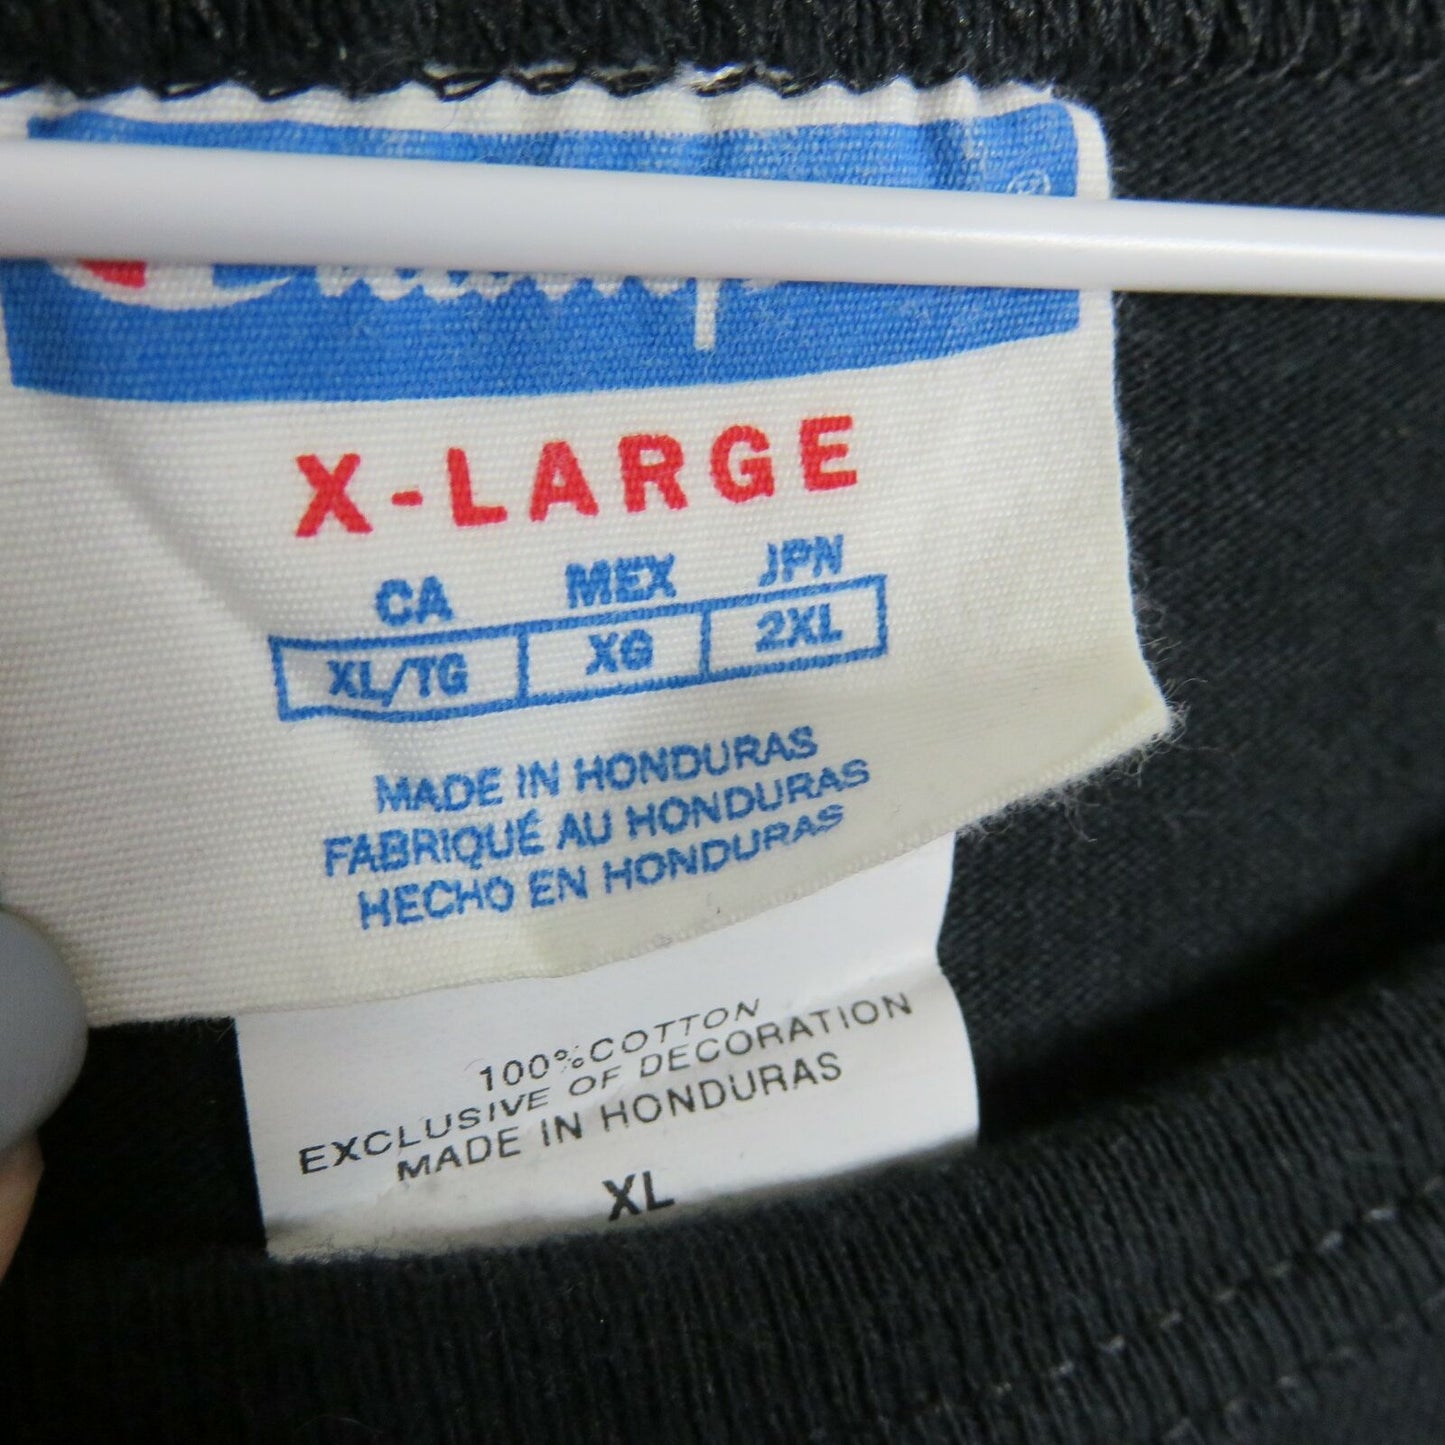 ®
X-LARGE
CA MEX JPN
XL/TG XG 2XL
MADE IN HONDURAS
FABRIQUÉ AU HONDURAS
HECHO EN HONDURAS
100%COTTON
EXCLUSIVE OF DECORATION
MADE IN HONDURAS
XL